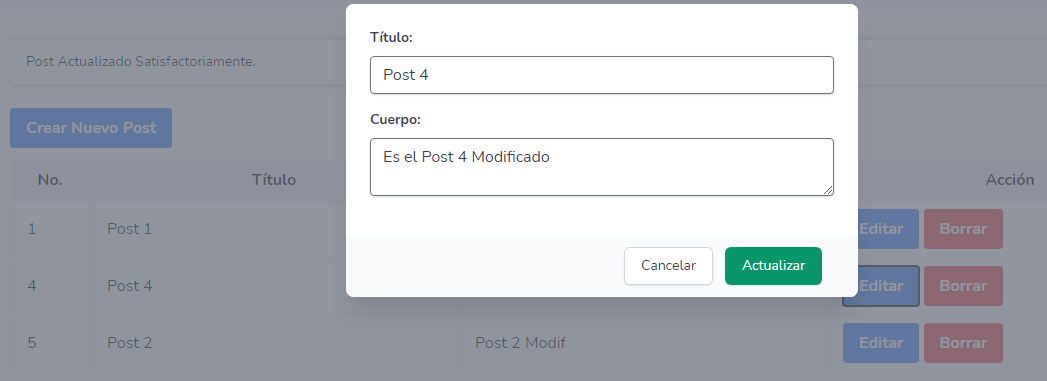 Título:
Post 4
Post Actualizado Satisfactoriamente.
Cuerpo:
Crear Nuevo Post
Es el Post 4 Modificado
No. Título Acción
1 Post 1 Editar Borrar
Cancelar Actualizar
4 Post 4 Editar Borrar
5 Post 2 Post 2 Modif Editar Borrar